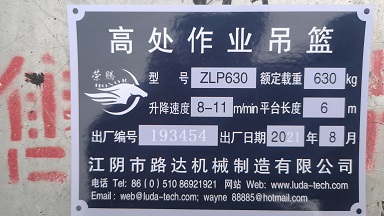 高处作业吊篮
荣腾
型 号 ZLP630 额定载重 630 kg
升降速度 8-11 m/min 平台长度 6 m
出厂编号 193454 出厂日期 2021 年 8 月
江阴市路达机械制造有限公司
电话 Tel: 86 (0) 510 86921921 网站 Web: www.luda-tech.com
Email: web@luda-tech.com; wayne 88885@hotmail.com